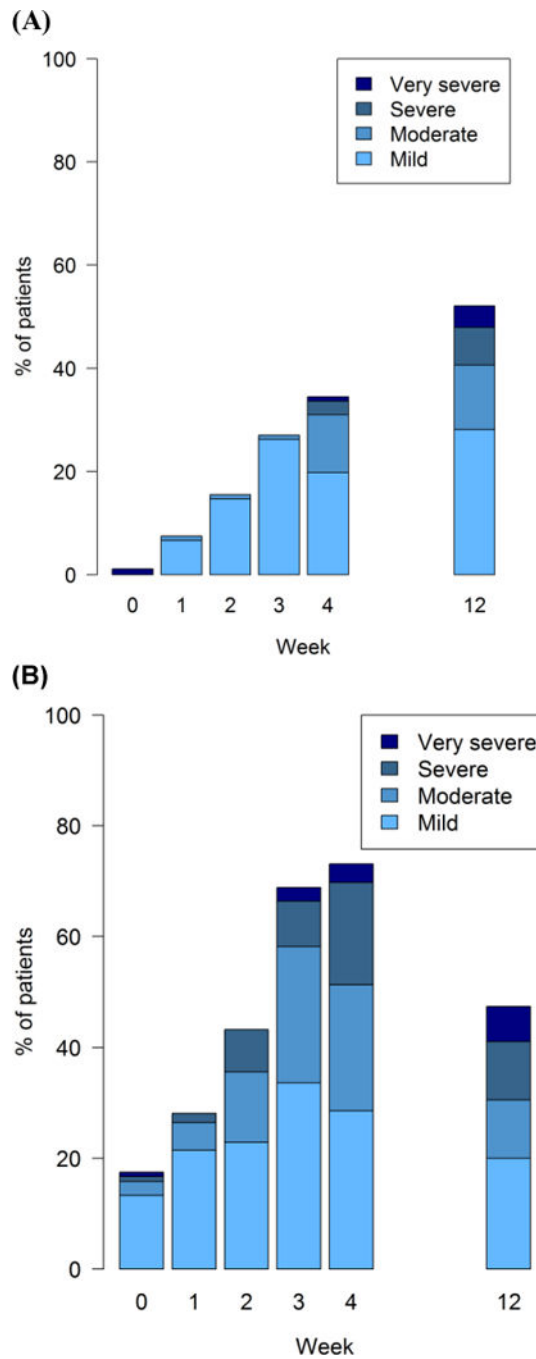 (A)
100
80
60
40
20
0
% of patients
Very severe
Severe
Moderate
Mild
0 1 2 3 4 12
Week
(B)
100
80
60
40
20
0
% of patients
Very severe
Severe
Moderate
Mild
0 1 2 3 4 12
Week